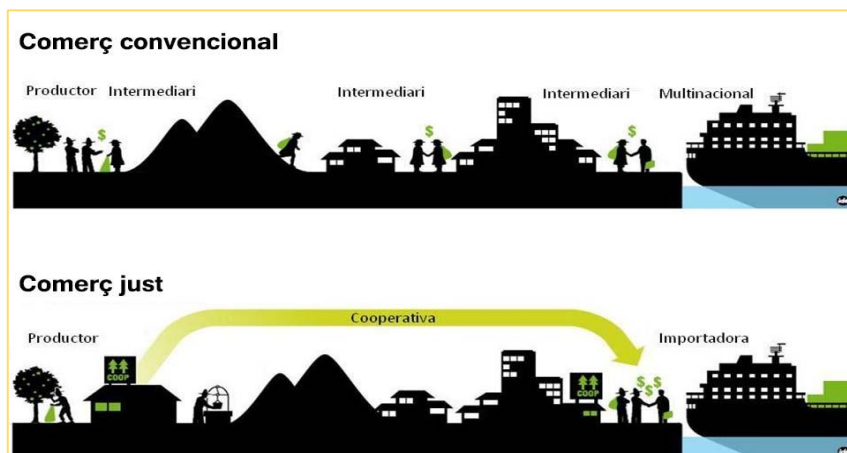 Comerç convencional
Productor Intermediari Intermediari Intermediari Multinacional
$ $ $
Comerç just
Cooperativa
Productor Importadora
COOP
$ $ $ $
COOP